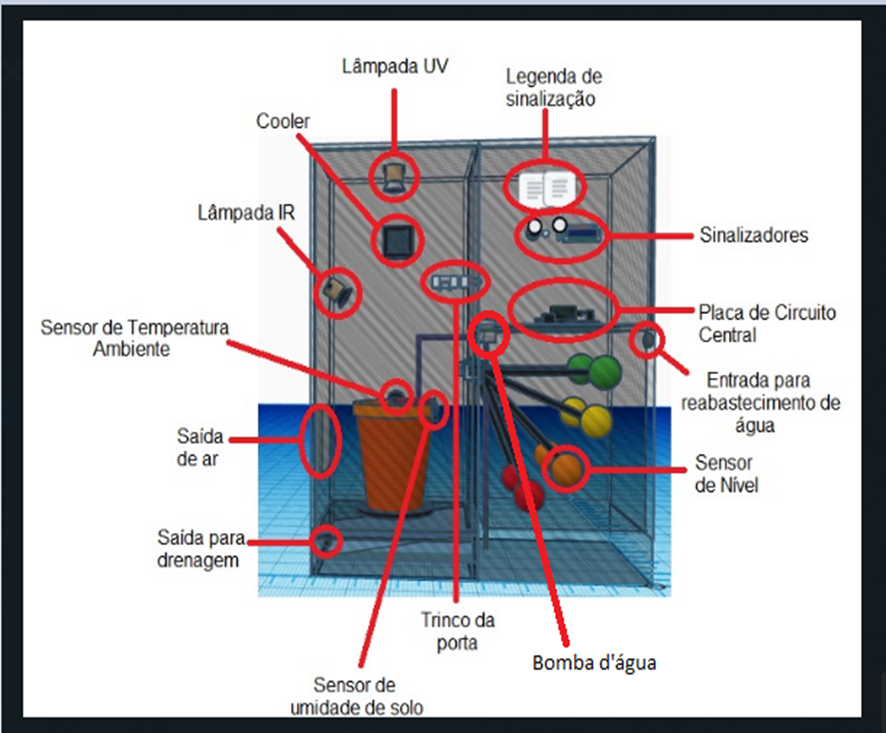 Lâmpada UV
Legenda de
sinalização
Cooler
Lâmpada IR
Sinalizadores
Sensor de Temperatura
Ambiente
Placa de Circuito
Central
Entrada para
reabastecimento de
água
Saída
de ar
Sensor
de Nível
Saída para
drenagem
Trinco da
porta
Bomba d'água
Sensor de
umidade de solo